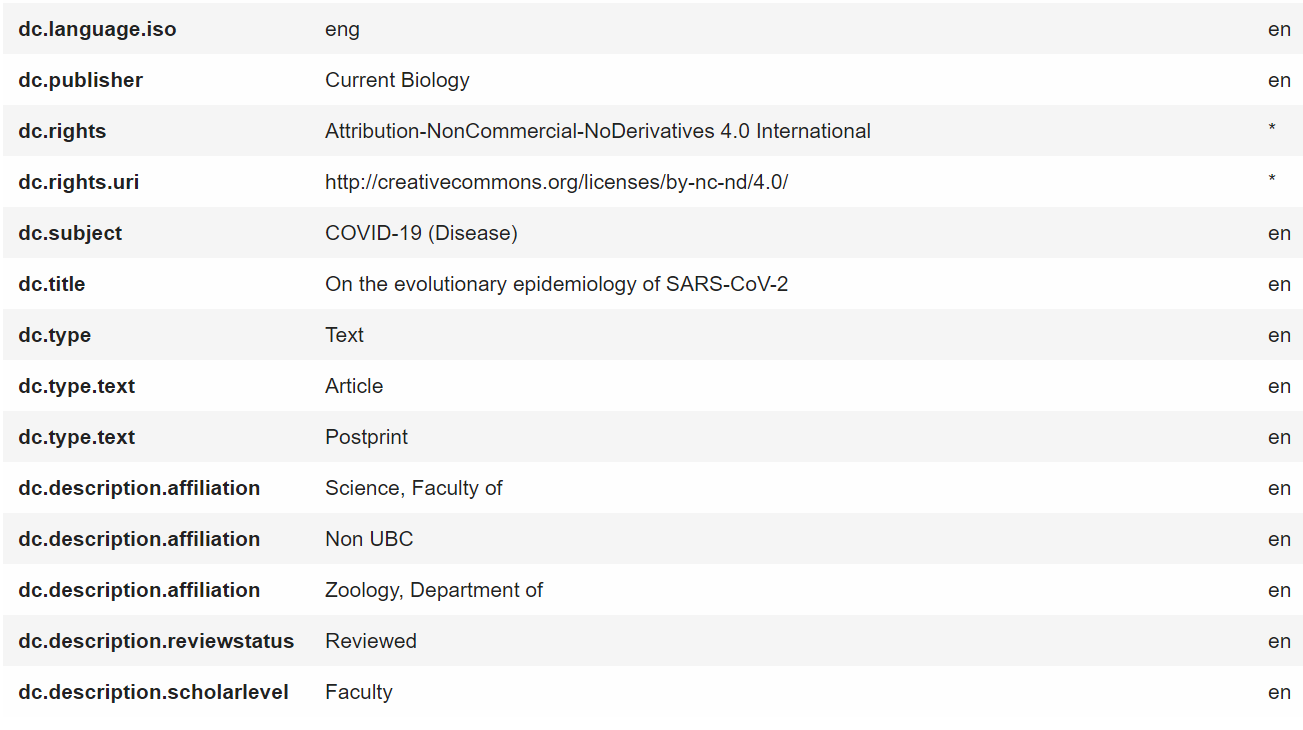 dc.language.iso eng en
dc.publisher Current Biology en
dc.rights Attribution-NonCommercial-NoDerivatives 4.0 International *
dc.rights.uri http://creativecommons.org/licenses/by-nc-nd/4.0/ *
dc.subject COVID-19 (Disease) en
dc.title On the evolutionary epidemiology of SARS-CoV-2 en
dc.type Text en
dc.type.text Article en
dc.type.text Postprint en
dc.description.affiliation Science, Faculty of en
dc.description.affiliation Non UBC en
dc.description.affiliation Zoology, Department of en
dc.description.reviewstatus Reviewed en
dc.description.scholarlevel Faculty en